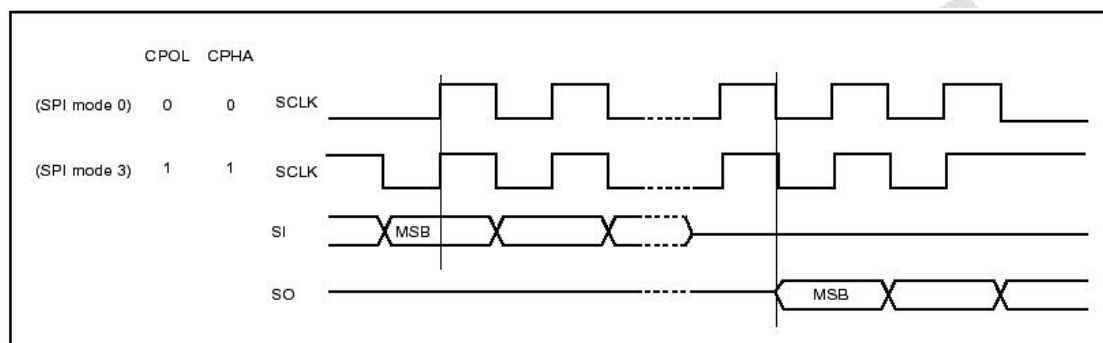 CPOL CPHA
(SPI mode 0) 0 0 SCLK
(SPI mode 3) 1 1 SCLK
SI MSB
SO MSB